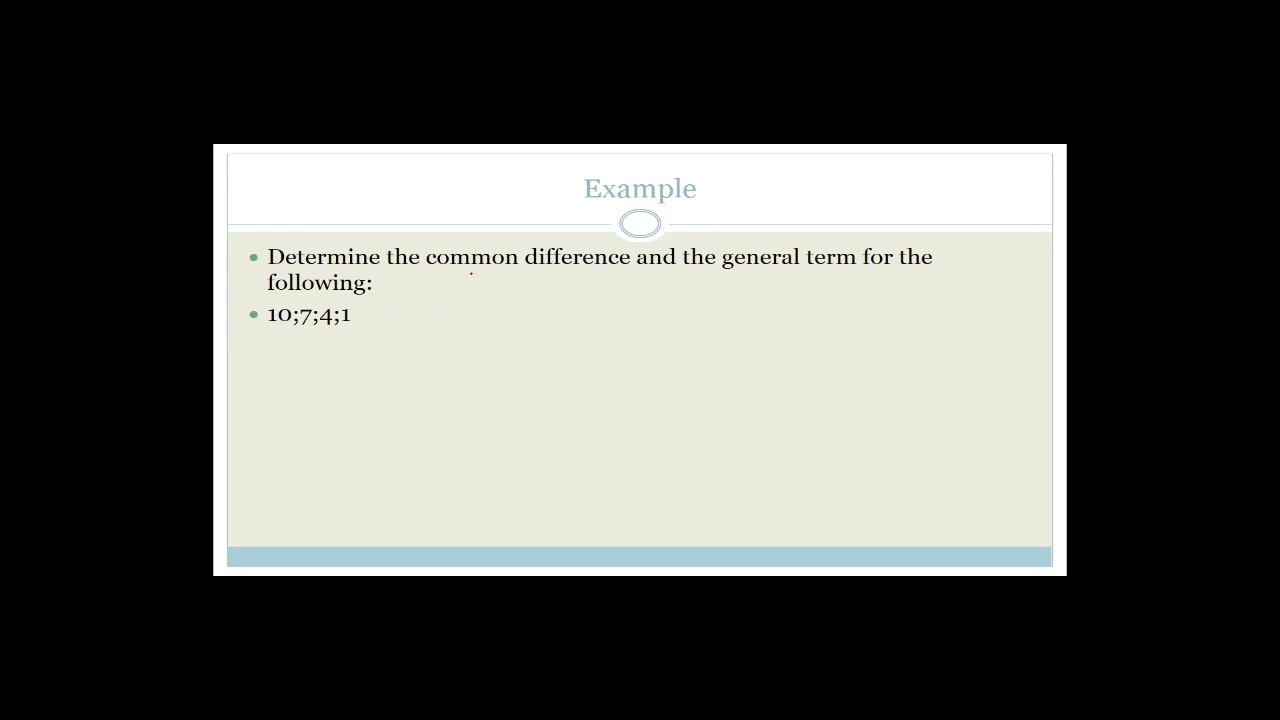 Example
Determine the common difference and the general term for the
following:
10;7;4;1